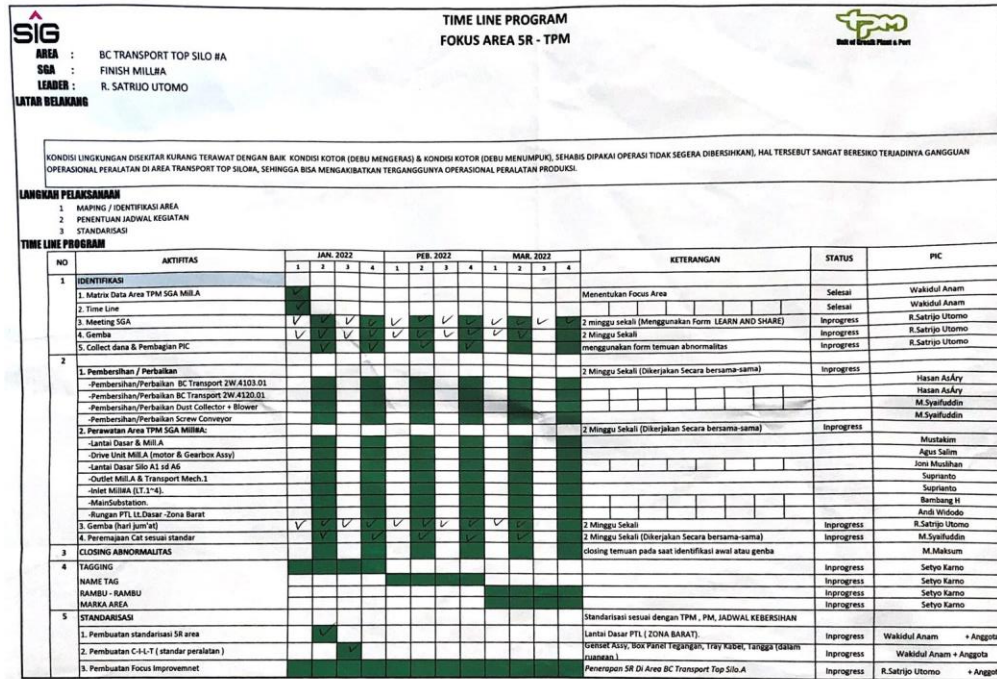 SIG
TIME LINE PROGRAM
FOKUS AREA 5R - TPM
tpm
Unit of Gresik Plant & Port
AREA : BC TRANSPORT TOP SILO #A
SGA : FINISH MILL#A
LEADER : R. SATRIJO UTOMO
LATAR BELAKANG
KONDISI LINGKUNGAN DISEKITAR KURANG TERAWAT DENGAN BAIK KONDISI KOTOR (DEBU MENGERAS) & KONDISI KOTOR (DEBU MENUMPUK), SEHABIS DIPAKAI OPERASI TIDAK SEGERA DIBERSIHKAN), HAL TERSEBUT SANGAT BERESIKO TERJADINYA GANGGUAN
OPERASIONAL PERALATAN DI AREA TRANSPORT TOP SILO#A, SEHINGGA BISA MENGAKIBATKAN TERGANGGUNYA OPERASIONAL PERALATAN PRODUKSI.
LANGKAH PELAKSANAAN
1 MAPING / IDENTIFIKASI AREA
2 PENENTUAN JADWAL KEGIATAN
3 STANDARISASI
TIME LINE PROGRAM
NO AKTIFITAS JAN. 2022 PEB. 2022 MAR. 2022 KETERANGAN STATUS PIC
1 2 3 4 1 2 3 4 1 2 3 4
1 IDENTIFIKASI
1. Matrix Data Area TPM SGA Mill.A Menentukan Focus Area Selesai Wakidul Anam
2. Time Line Selesai Wakidul Anam
3. Meeting SGA 2 minggu sekali (Menggunakan Form LEARN AND SHARE) Inprogress R.Satrijo Utomo
4. Gemba 2 Minggu Sekali Inprogress R.Satrijo Utomo
5. Collect dana & Pembagian PIC menggunakan form temuan abnormalitas Inprogress R.Satrijo Utomo
2
1. Pembersihan / Perbaikan 2 Minggu Sekali (Dikerjakan Secara bersama-sama) Inprogress
-Pembersihan/Perbaikan BC Transport 2W.4103.01 Hasan AsAry
-Pembersihan/Perbaikan BC Transport 2W.4120.01 Hasan AsAry
-Pembersihan/Perbaikan Dust Collector + Blower M.Syaifuddin
-Pembersihan/Perbaikan Screw Conveyor M.Syaifuddin
2. Perawatan Area TPM SGA Mill#A: 2 Minggu Sekali (Dikerjakan Secara bersama-sama) Inprogress
-Lantai Dasar & Mill.A Mustakim
-Drive Unit Mill.A (motor & Gearbox Assy) Agus Salim
-Lantai Dasar Silo A1 sd A6 Joni Muslihan
-Outlet Mill.A & Transport Mech.1 Suprianto
-Inlet Mill#A (LT.1~4). Suprianto
-MainSubstation. Bambang H
-Rungan PTL Lt.Dasar -Zona Barat Andi Widodo
3. Gemba (hari jum'at) 2 Minggu Sekali Inprogress R.Satrijo Utomo
4. Peremajaan Cat sesuai standar 2 Minggu Sekali (Dikerjakan Secara bersama-sama) Inprogress M.Syaifuddin
3 CLOSING ABNORMALITAS closing temuan pada saat identifikasi awal atau genba M.Maksum
4 TAGGING Inprogress Setyo Karno
NAME TAG Inprogress Setyo Karno
RAMBU - RAMBU Inprogress Setyo Karno
MARKA AREA Inprogress Setyo Karno
5 STANDARISASI Standarisasi sesuai dengan TPM , PM, JADWAL KEBERSIHAN
1. Pembuatan standarisasi 5R area Lantai Dasar PTL ( ZONA BARAT). Inprogress Wakidul Anam + Anggota
2. Pembuatan C-I-L-T ( standar peralatan ) Genset Assy, Box Panel Tegangan, Tray Kabel, Tangga (dalam ruangan ) Inprogress Wakidul Anam + Anggota
3. Pembuatan Focus Improvemnet Penerapan 5R Di Area BC Transport Top Silo.A Inprogress R.Satrijo Utomo + Anggot